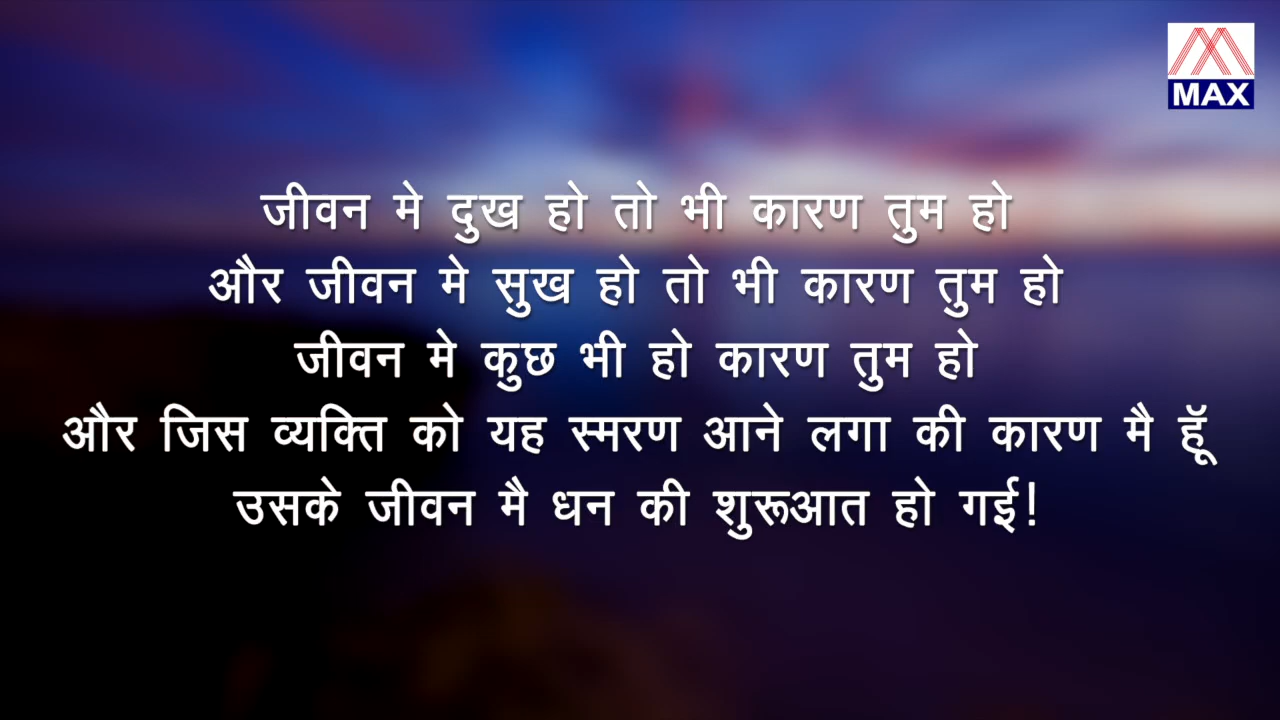 MAX
जीवन मे दुख हो तो भी कारण तुम हो
और जीवन मे सुख हो तो भी कारण तुम हो
जीवन मे कुछ भी हो कारण तुम हो
और जिस व्यक्ति को यह स्मरण आने लगा की कारण मै हूॅ
उसके जीवन मै धन की शुरूआत हो गई!